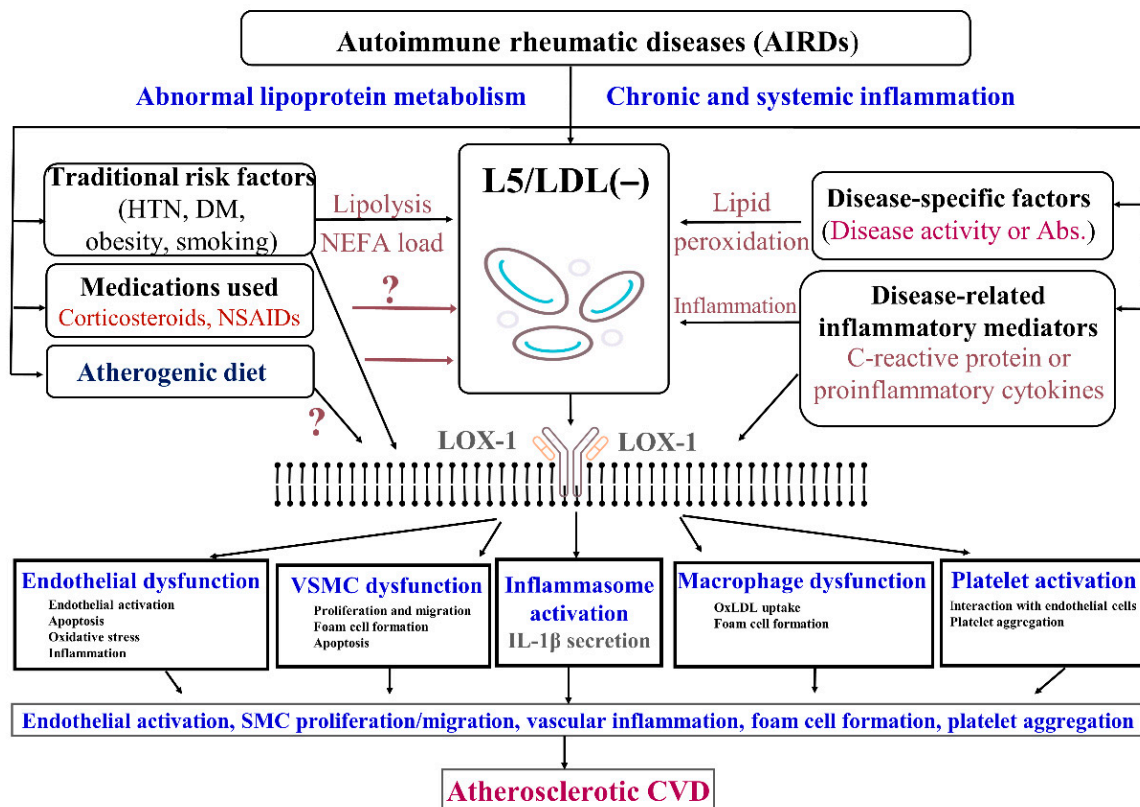 Autoimmune rheumatic diseases (AIRDs)
Abnormal lipoprotein metabolism
Chronic and systemic inflammation
Traditional risk factors
(HTN, DM,
obesity, smoking)
Lipolysis
NEFA load
Medications used
Corticosteroids, NSAIDs
?
Atherogenic diet
?
L5/LDL(–)
Lipid
peroxidation
Disease-specific factors
(Disease activity or Abs.)
Inflammation
Disease-related
inflammatory mediators
C-reactive protein or
proinflammatory cytokines
LOX-1
LOX-1
Endothelial dysfunction
Endothelial activation
Apoptosis
Oxidative stress
Inflammation
VSMC dysfunction
Proliferation and migration
Foam cell formation
Apoptosis
Inflammasome
activation
IL-1β secretion
Macrophage dysfunction
OxLDL uptake
Foam cell formation
Platelet activation
Interaction with endothelial cells
Platelet aggregation
Endothelial activation, SMC proliferation/migration, vascular inflammation, foam cell formation, platelet aggregation
Atherosclerotic CVD